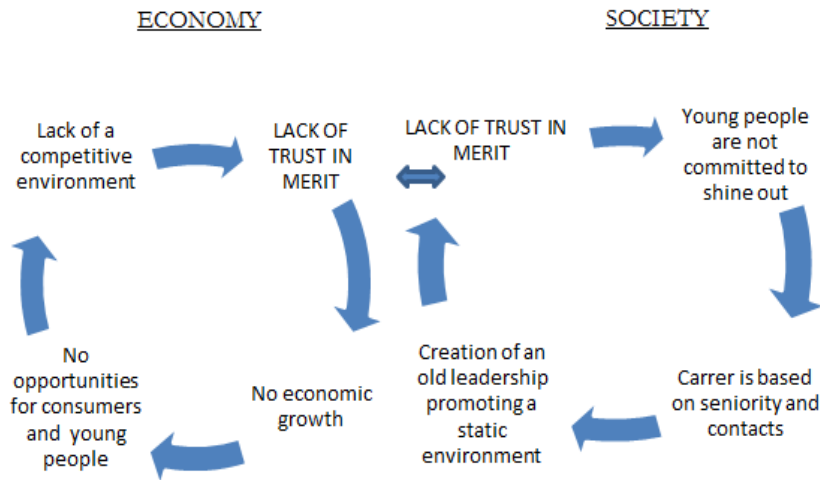 ECONOMY
SOCIETY
Lack of a
competitive
environment
LACK OF
TRUST IN
MERIT
LACK OF TRUST IN
MERIT
Young people
are not
committed to
shine out
No
opportunities
for consumers
and young
people
No economic
growth
Creation of an
old leadership
promoting a
static
environment
Carrer is based
on seniority and
contacts